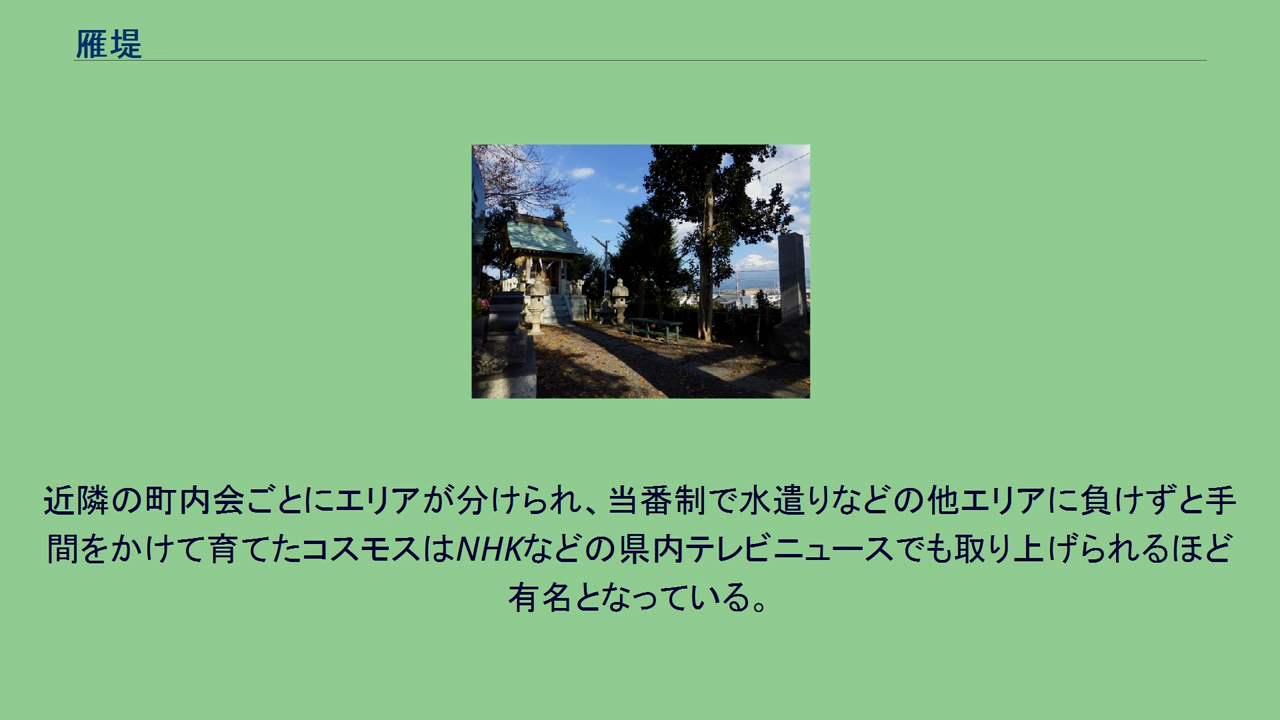 雁堤
近隣の町内会ごとにエリアが分けられ、当番制で水遣りなどの他エリアに負けずと手
間をかけて育てたコスモスはNHKなどの県内テレビニュースでも取り上げられるほど
有名となっている。